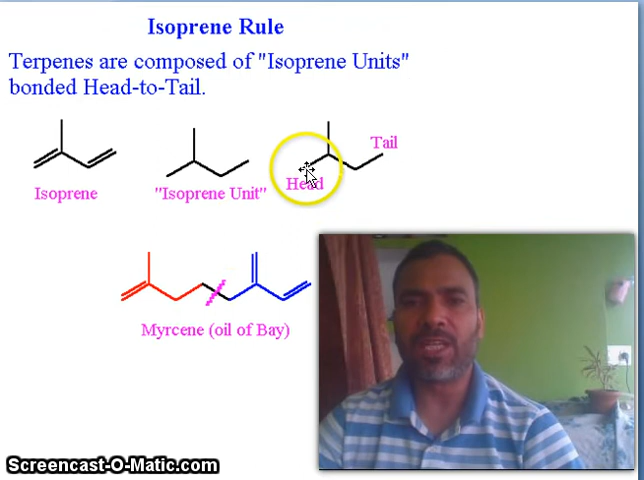 Isoprene Rule
Terpenes are composed of "Isoprene Units"
bonded Head-to-Tail.
Tail
Head
Isoprene
"Isoprene Unit"
Myrcene (oil of Bay)
Screencast-O-Matic.com